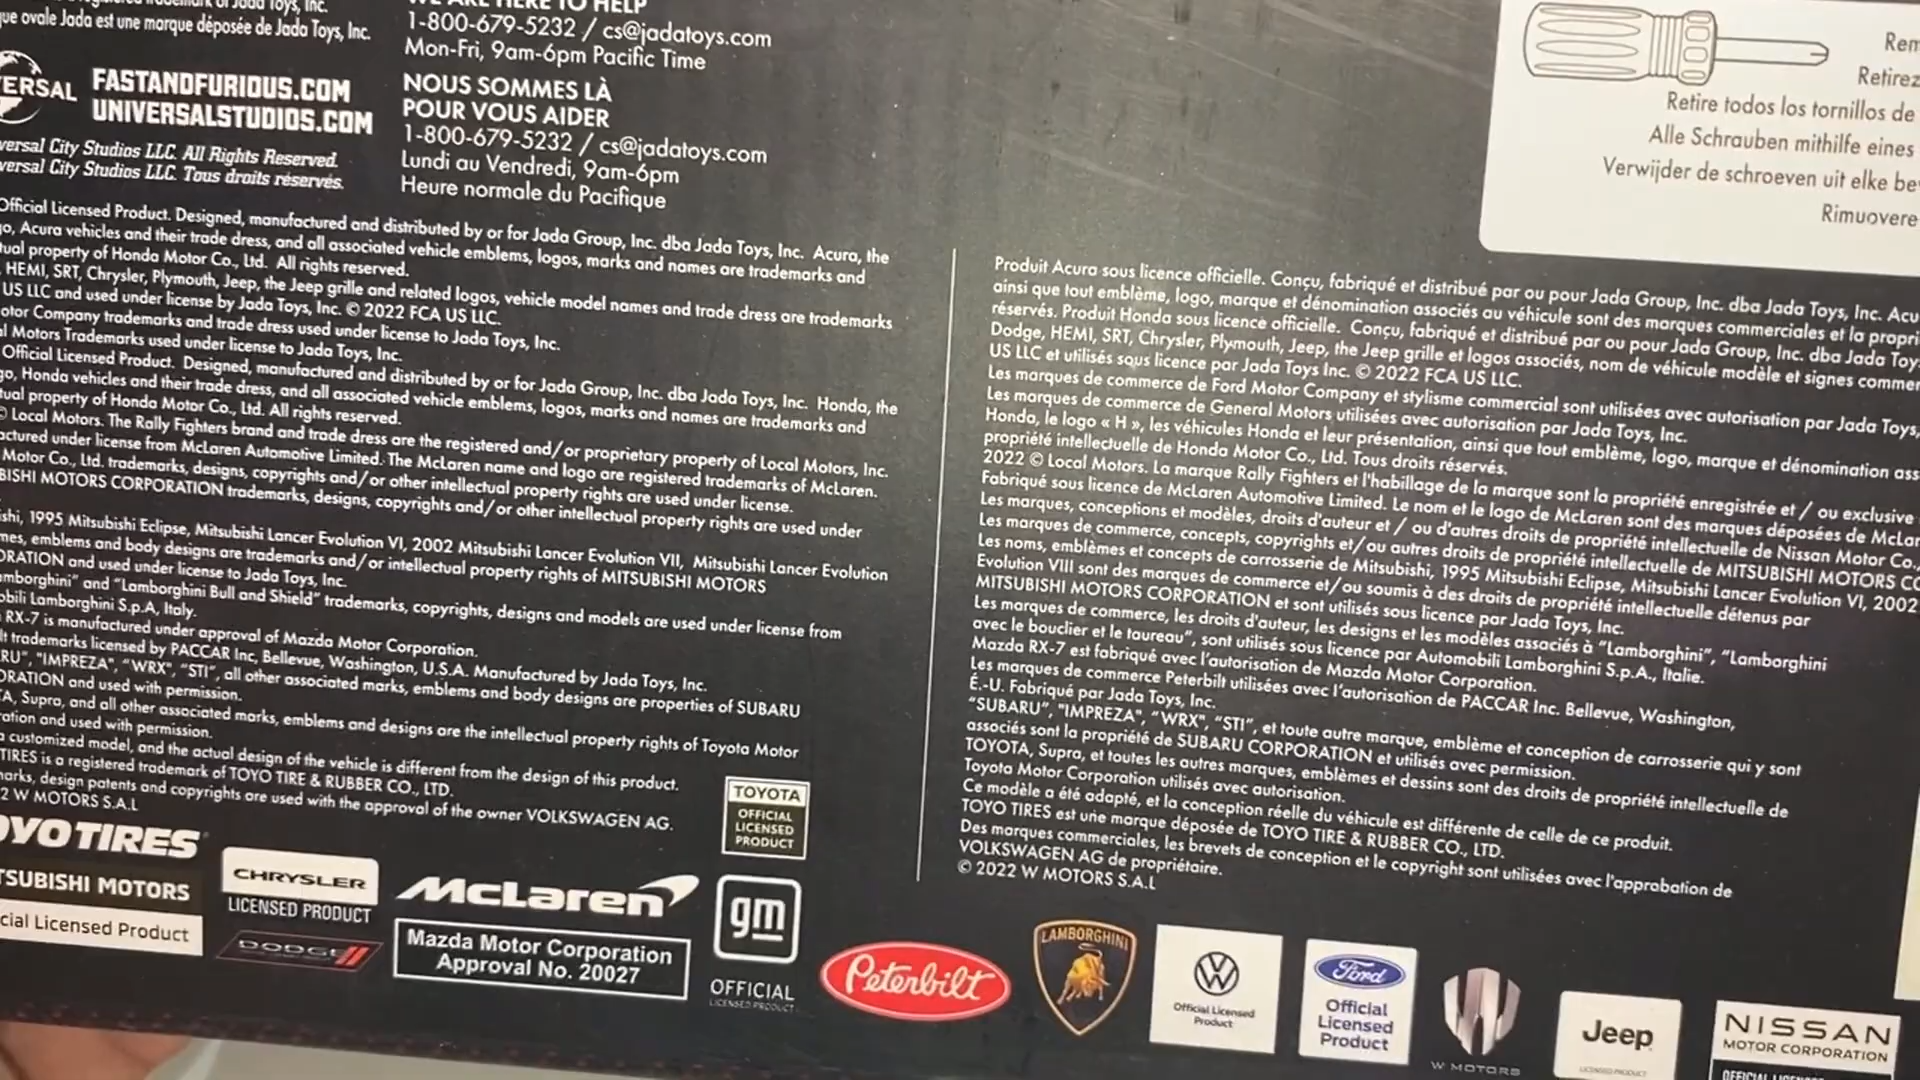 Jada Toys, Inc.
que ovale Jada est une marque déposée de Jada Toys, Inc.
FASTANDFURIOUS.COM
UNIVERSALSTUDIOS.COM
City Studios LLC. All Rights Reserved.
City Studios LLC. Tous droits réservés.
WE ARE HERE TO HELP
1-800-679-5232 / cs@jadatoys.com
Mon-Fri, 9am-6pm Pacific Time
NOUS SOMMES LÀ
POUR VOUS AIDER
1-800-679-5232 / cs@jadatoys.com
Lundi au Vendredi, 9am-6pm
Heure normale du Pacifique
Retirez
Retire todos los tornillos de
Alle Schrauben mithilfe eines
Verwijder de schroeven uit elke
Rimuovere
Official Licensed Product. Designed, manufactured and distributed by or for Jada Group, Inc. dba Jada Toys, Inc. Acura, the
Acura vehicles and their trade dress, and all associated vehicle emblems, logos, marks and names are trademarks and
property of Honda Motor Co., Ltd. All rights reserved.
HEMI, SRT, Chrysler, Plymouth, Jeep, the Jeep grille and related logos, vehicle model names and trade dress are trademarks
US LLC and used under license by Jada Toys, Inc. © 2022 FCA US LLC.
Company trademarks and trade dress used under license to Jada Toys, Inc.
Motors Trademarks used under license to Jada Toys, Inc.
Official Licensed Product. Designed, manufactured and distributed by or for Jada Group, Inc. dba Jada Toys, Inc. Honda, the
Honda vehicles and their trade dress, and all associated vehicle emblems, logos, marks and names are trademarks and
property of Honda Motor Co., Ltd. All rights reserved.
© Local Motors. The Rally Fighters brand and trade dress are the registered and/or proprietary property of Local Motors, Inc.
under license from McLaren Automotive Limited. The McLaren name and logo are registered trademarks of McLaren.
Motor Co., Ltd. trademarks, designs, copyrights and/or other intellectual property rights are used under license.
MOTORS CORPORATION trademarks, designs, copyrights and/or other intellectual property rights are used under
1995 Mitsubishi Eclipse, Mitsubishi Lancer Evolution VI, 2002 Mitsubishi Lancer Evolution VII, Mitsubishi Lancer Evolution
emblems and body designs are trademarks and/or intellectual property rights of MITSUBISHI MOTORS
and used under license to Jada Toys, Inc.
and "Lamborghini Bull and Shield" trademarks, copyrights, designs and models are used under license from
Lamborghini S.p.A, Italy.
RX-7 is manufactured under approval of Mazda Motor Corporation.
trademarks licensed by PACCAR Inc, Bellevue, Washington, U.S.A. Manufactured by Jada Toys, Inc.
"IMPREZA", "WRX", "STI", all other associated marks, emblems and body designs are properties of SUBARU
and used with permission.
Supra, and all other associated marks, emblems and designs are the intellectual property rights of Toyota Motor
and used with permission.
a customized model, and the actual design of the vehicle is different from the design of this product.
TIRES is a registered trademark of TOYO TIRE & RUBBER CO., LTD.
design patents and copyrights are used with the approval of the owner VOLKSWAGEN AG.
W MOTORS S.A.L
Produit Acura sous licence officielle. Conçu, fabriqué et distribué par ou pour Jada Group, Inc. dba Jada Toys, Inc.
ainsi que tout emblème, logo, marque et dénomination associés au véhicule sont des marques commerciales et la
réservés. Produit Honda sous licence officielle. Conçu, fabriqué et distribué par ou pour Jada Group, Inc. dba Jada
Dodge, HEMI, SRT, Chrysler, Plymouth, Jeep, the Jeep grille et logos associés, nom de véhicule modèle et signes
US LLC et utilisés sous licence par Jada Toys Inc. © 2022 FCA US LLC.
Les marques de commerce de Ford Motor Company et stylisme commercial sont utilisées avec autorisation par Jada Toys,
Les marques de commerce de General Motors utilisées avec autorisation par Jada Toys, Inc.
Honda, le logo « H », les véhicules Honda et leur présentation, ainsi que tout emblème, logo, marque et dénomination
propriété intellectuelle de Honda Motor Co., Ltd. Tous droits réservés.
2022 © Local Motors. La marque Rally Fighters et l'habillage de la marque sont la propriété enregistrée et / ou exclusive
Fabriqué sous licence de McLaren Automotive Limited. Le nom et le logo de McLaren sont des marques déposées de
Les marques, conceptions et modèles, droits d'auteur et / ou d'autres droits de propriété intellectuelle de Nissan Motor Co.,
Les marques de commerce, concepts, copyrights et/ou autres droits de propriété intellectuelle de MITSUBISHI MOTORS
Les noms, emblèmes et concepts de carrosserie de Mitsubishi, 1995 Mitsubishi Eclipse, Mitsubishi Lancer Evolution VI, 2002
Evolution VIII sont des marques de commerce et/ou soumis à des droits de propriété intellectuelle détenus par
MITSUBISHI MOTORS CORPORATION et sont utilisés sous licence par Jada Toys, Inc.
Les marques de commerce, les droits d'auteur, les designs et les modèles associés à "Lamborghini", "Lamborghini
avec le bouclier et le taureau", sont utilisés sous licence par Automobili Lamborghini S.p.A., Italie.
Mazda RX-7 est fabriqué avec l'autorisation de Mazda Motor Corporation.
Les marques de commerce Peterbilt utilisées avec l'autorisation de PACCAR Inc. Bellevue, Washington,
É.-U. Fabriqué par Jada Toys, Inc.
"SUBARU", "IMPREZA", "WRX", "STI", et toute autre marque, emblème et conception de carrosserie qui y sont
associés sont la propriété de SUBARU CORPORATION et utilisés avec permission.
TOYOTA, Supra, et toutes les autres marques, emblèmes et dessins sont des droits de propriété intellectuelle de
Toyota Motor Corporation utilisés avec autorisation.
Ce modèle a été adapté, et la conception réelle du véhicule est différente de celle de ce produit.
TOYO TIRES est une marque déposée de TOYO TIRE & RUBBER CO., LTD.
Des marques commerciales, les brevets de conception et le copyright sont utilisées avec l'approbation de
VOLKSWAGEN AG de propriétaire.
© 2022 W MOTORS S.A.L
TOYOTA
OFFICIAL
LICENSED
PRODUCT
TOYO TIRES
MITSUBISHI MOTORS
Official Licensed Product
CHRYSLER
LICENSED PRODUCT
DODGE
McLaren
Mazda Motor Corporation
Approval No. 20027
gm
OFFICIAL
LICENSED PRODUCT
Peterbilt
LAMBORGHINI
Official Licensed
Product
Ford
Official
Licensed
Product
W MOTORS
Jeep
LICENSED PRODUCT
NISSAN
MOTOR CORPORATION